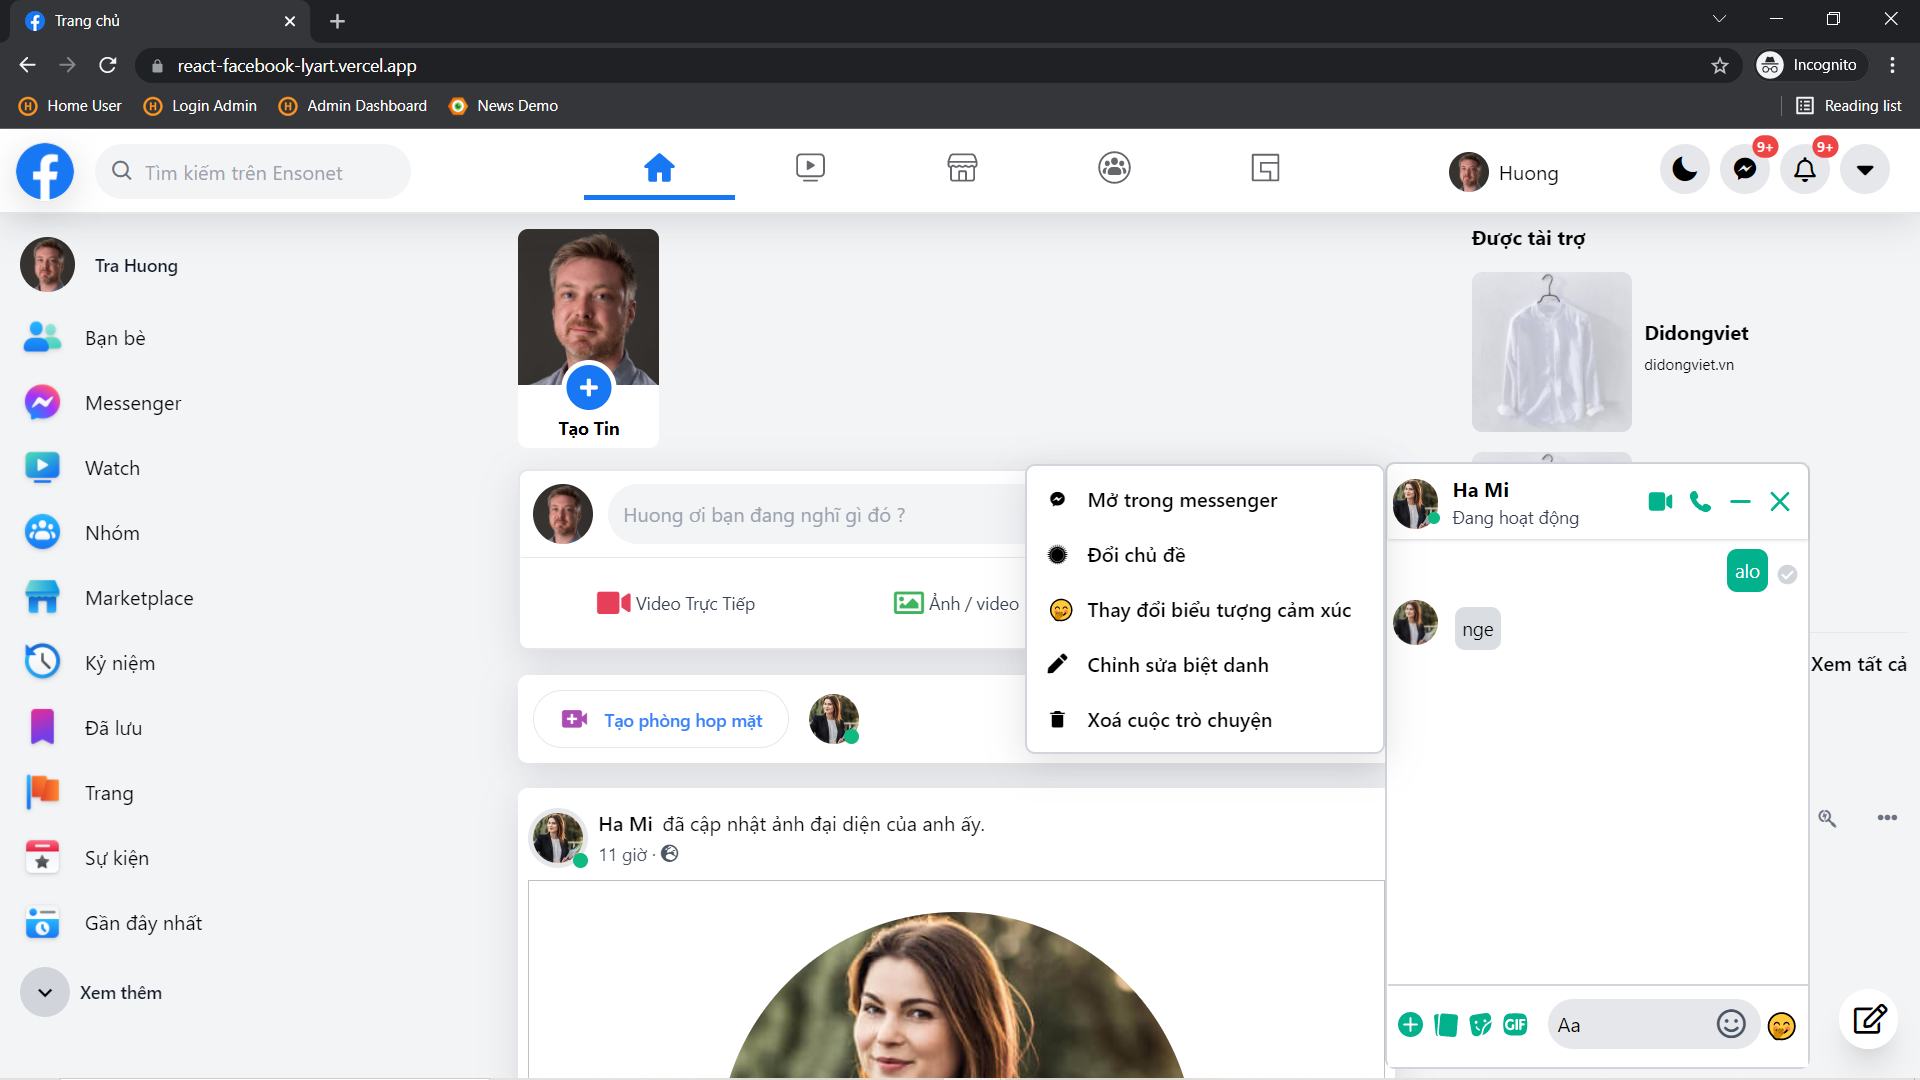 Trang chủ
react-facebook-lyart.vercel.app
Incognito
Home User
Login Admin
Admin Dashboard
News Demo
Reading list
Tìm kiếm trên Ensonet
Huong
9+
9+
Tra Huong
Bạn bè
Messenger
Watch
Nhóm
Marketplace
Kỷ niệm
Đã lưu
Trang
Sự kiện
Gần đây nhất
Xem thêm
Tạo Tin
Huong ơi bạn đang nghĩ gì đó ?
Video Trực Tiếp
Ảnh / video
Tạo phòng họp mặt
Ha Mi đã cập nhật ảnh đại diện của anh ấy.
11 giờ ·
Mở trong messenger
Đổi chủ đề
Thay đổi biểu tượng cảm xúc
Chỉnh sửa biệt danh
Xoá cuộc trò chuyện
Được tài trợ
Didongviet
didongviet.vn
Ha Mi
Đang hoạt động
alo
nge
Xem tất cả
GIF
Aa